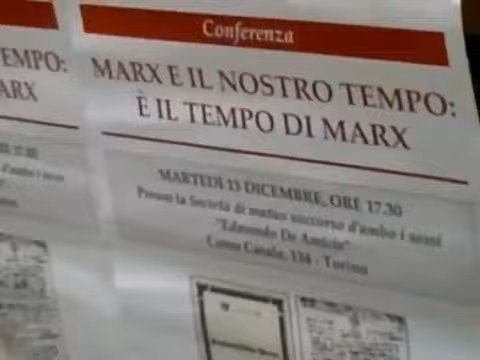 Conferenza
EMPO:
ARX
MARX E IL NOSTRO TEMPO:
È IL TEMPO DI MARX
MARTEDI 13 DICEMBRE, ORE 17.30
Presso la Società di mutuo soccorso d'ambo i sessi
"Edmondo De Amicis"
Corso Casale, 134 - Torino